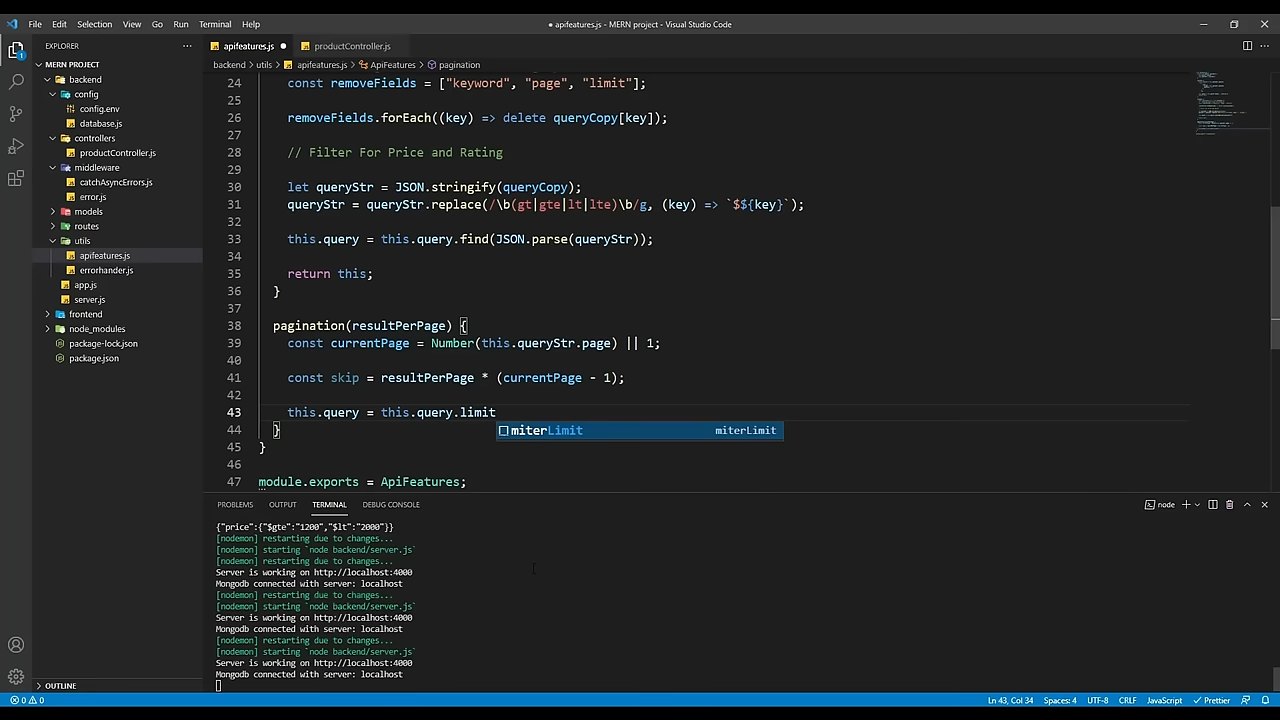 File Edit Selection View Go Run Terminal Help
● apifeatures.js - MERN project - Visual Studio Code
EXPLORER
MERN PROJECT
backend
config
config.env
database.js
controllers
productController.js
middleware
catchAsyncErrors.js
error.js
models
routes
utils
apifeatures.js
errorhander.js
app.js
server.js
frontend
node_modules
package-lock.json
package.json
OUTLINE
apifeatures.js ● productController.js
backend > utils > apifeatures.js > ApiFeatures > pagination
24 const removeFields = ["keyword", "page", "limit"];
25
26 removeFields.forEach((key) => delete queryCopy[key]);
27
28 // Filter For Price and Rating
29
30 let queryStr = JSON.stringify(queryCopy);
31 queryStr = queryStr.replace(/\b(gt|gte|lt|lte)\b/g, (key) => `$${key}`);
32
33 this.query = this.query.find(JSON.parse(queryStr));
34
35 return this;
36 }
37
38 pagination(resultPerPage) {
39 const currentPage = Number(this.queryStr.page) || 1;
40
41 const skip = resultPerPage * (currentPage - 1);
42
43 this.query = this.query.limit
miterLimit miterLimit
44 }
45 }
46
47 module.exports = ApiFeatures;
PROBLEMS OUTPUT TERMINAL DEBUG CONSOLE
node
{"price":{"$gte":"1200","$lt":"2000"}}
[nodemon] restarting due to changes...
[nodemon] starting `node backend/server.js`
[nodemon] restarting due to changes...
Server is working on http://localhost:4000
Mongodb connected with server: localhost
[nodemon] restarting due to changes...
[nodemon] starting `node backend/server.js`
Server is working on http://localhost:4000
Mongodb connected with server: localhost
[nodemon] restarting due to changes...
[nodemon] starting `node backend/server.js`
Server is working on http://localhost:4000
Mongodb connected with server: localhost
0 0
Ln 43, Col 34 Spaces: 4 UTF-8 CRLF JavaScript Prettier